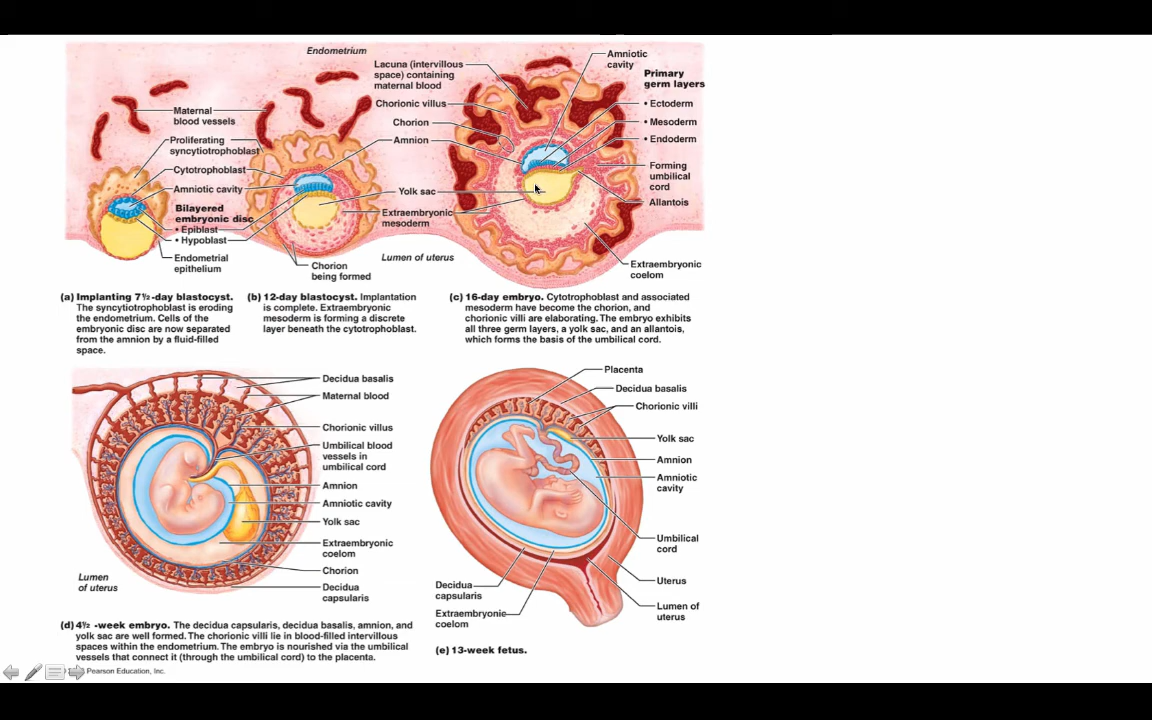 Endometrium
Maternal
blood vessels
Proliferating
syncytiotrophoblast
Cytotrophoblast
Amniotic cavity
Bilayered
embryonic disc
• Epiblast
• Hypoblast
Endometrial
epithelium
Lacuna (intervillous
space) containing
maternal blood
Chorionic villus
Chorion
Amnion
Yolk sac
Extraembryonic
mesoderm
Lumen of uterus
Chorion
being formed
Amniotic
cavity
Primary
germ layers
• Ectoderm
• Mesoderm
• Endoderm
Forming
umbilical
cord
Allantois
Extraembryonic
coelom
(a) Implanting 7½-day blastocyst.
The syncytiotrophoblast is eroding
the endometrium. Cells of the
embryonic disc are now separated
from the amnion by a fluid-filled
space.
(b) 12-day blastocyst. Implantation
is complete. Extraembryonic
mesoderm is forming a discrete
layer beneath the cytotrophoblast.
(c) 16-day embryo. Cytotrophoblast and associated
mesoderm have become the chorion, and
chorionic villi are elaborating. The embryo exhibits
all three germ layers, a yolk sac, and an allantois,
which forms the basis of the umbilical cord.
Decidua basalis
Maternal blood
Chorionic villus
Umbilical blood
vessels in
umbilical cord
Amnion
Amniotic cavity
Yolk sac
Extraembryonic
coelom
Chorion
Decidua
capsularis
Lumen
of uterus
(d) 4½ -week embryo. The decidua capsularis, decidua basalis, amnion, and
yolk sac are well formed. The chorionic villi lie in blood-filled intervillous
spaces within the endometrium. The embryo is nourished via the umbilical
vessels that connect it (through the umbilical cord) to the placenta.
Placenta
Decidua basalis
Chorionic villi
Yolk sac
Amnion
Amniotic
cavity
Umbilical
cord
Uterus
Lumen of
uterus
Decidua
capsularis
Extraembryonic
coelom
(e) 13-week fetus.
Pearson Education, Inc.